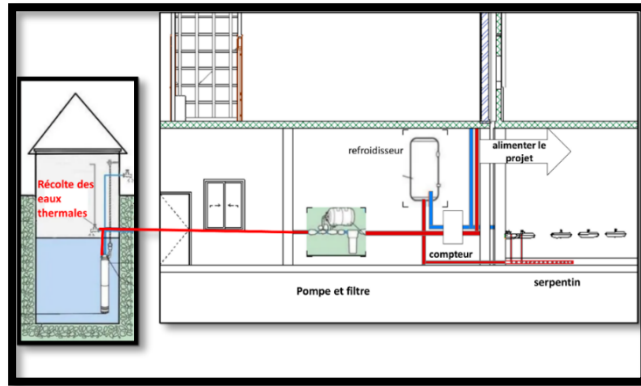 Récolte des
eaux
thermales
refroidisseur
alimenter le
projet
compteur
Pompe et filtre
serpentin